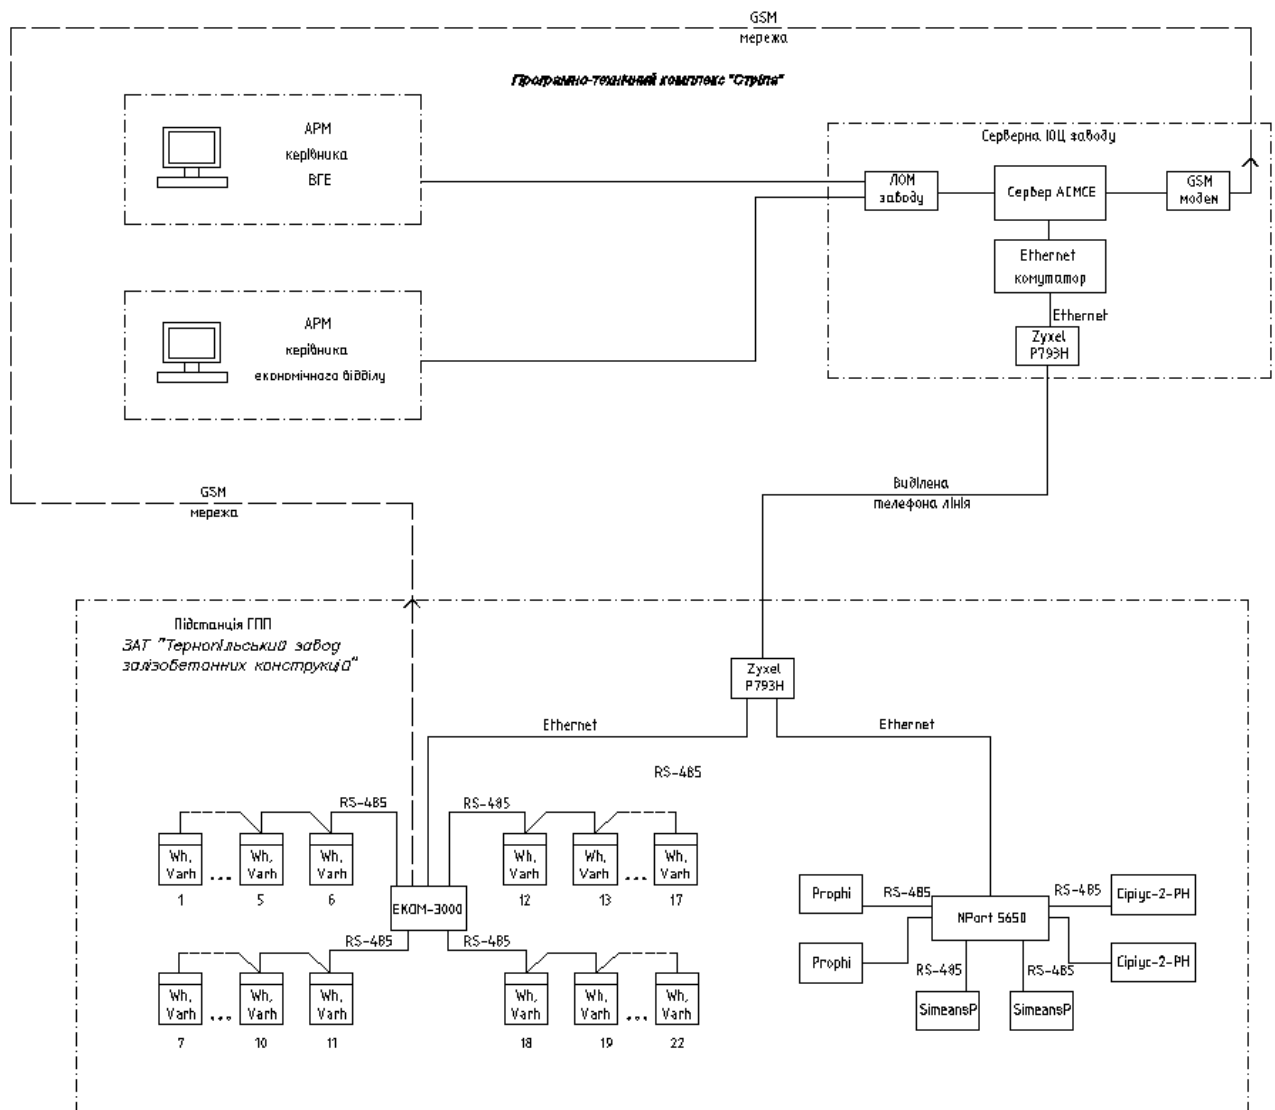 GSM
мережа
Програмно-технічний комплекс "Стріла"
АРМ
керівника
ВГЕ
Серверна ІОЦ заводу
ЛОМ
заводу
Сервер АСМСЕ
GSM
модем
Ethernet
комутатор
Ethernet
Zyxel
P793H
АРМ
керівника
економічного відділу
GSM
мережа
Виділена
телефона лінія
Підстанція ГПП
ЗАТ "Тернопільський завод
залізобетонних конструкцій"
Zyxel
P793H
Ethernet
Ethernet
RS-485
RS-485
RS-485
Wh,
Varh
1
...
Wh,
Varh
5
Wh,
Varh
6
Wh,
Varh
12
Wh,
Varh
13
...
Wh,
Varh
17
ЕКОМ-3000
RS-485
RS-485
Wh,
Varh
7
...
Wh,
Varh
10
Wh,
Varh
11
Wh,
Varh
18
Wh,
Varh
19
...
Wh,
Varh
22
Prophi
RS-485
RS-485
Сіріус-2-РН
NPort 5650
Prophi
Сіріус-2-РН
RS-485
RS-485
SimeansP
SimeansP